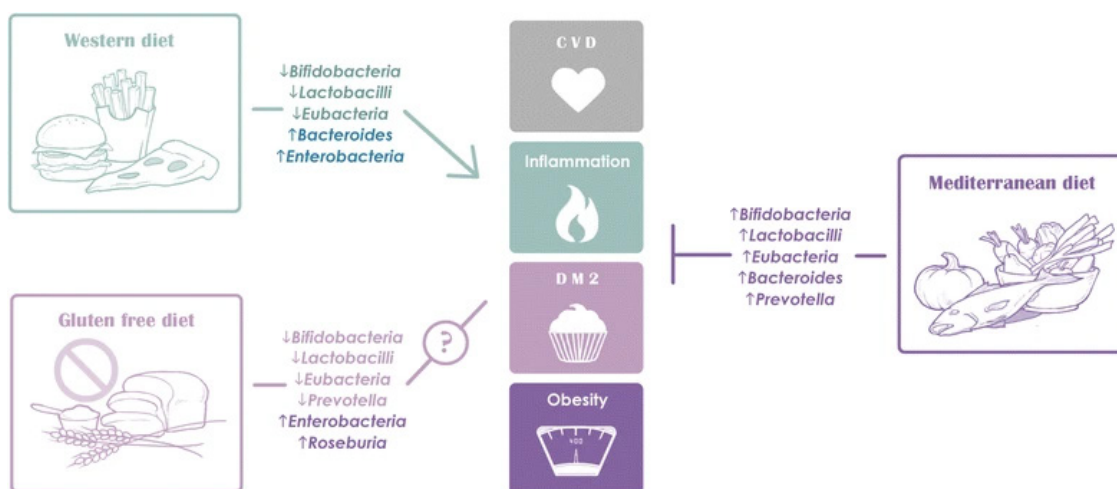 Western diet
↓Bifidobacteria
↓Lactobacilli
↓Eubacteria
↑Bacteroides
↑Enterobacteria
Gluten free diet
↓Bifidobacteria
↓Lactobacilli
↓Eubacteria
↓Prevotella
↑Enterobacteria
↑Roseburia
?
CVD
Inflammation
DM2
Obesity
400
↑Bifidobacteria
↑Lactobacilli
↑Eubacteria
↑Bacteroides
↑Prevotella
Mediterranean diet